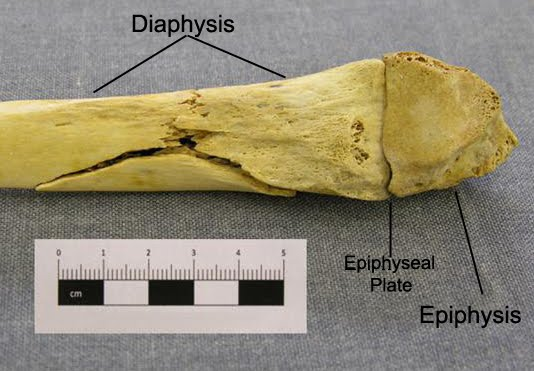 Diaphysis
Epiphyseal
Plate
Epiphysis
0 1 2 3 4 5
cm